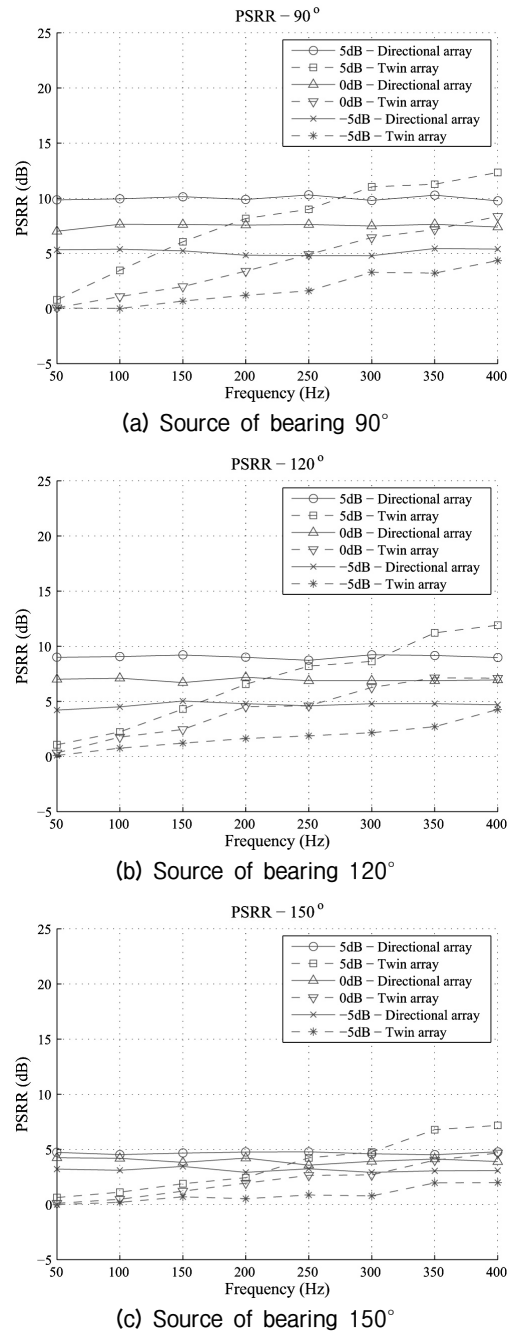 PSRR − 90°
25
20
15
10
5
0
−5
PSRR (dB)
5dB − Directional array
5dB − Twin array
0dB − Directional array
0dB − Twin array
−5dB − Directional array
−5dB − Twin array
50 100 150 200 250 300 350 400
Frequency (Hz)
(a) Source of bearing 90°
PSRR − 120°
25
20
15
10
5
0
−5
PSRR (dB)
5dB − Directional array
5dB − Twin array
0dB − Directional array
0dB − Twin array
−5dB − Directional array
−5dB − Twin array
50 100 150 200 250 300 350 400
Frequency (Hz)
(b) Source of bearing 120°
PSRR − 150°
25
20
15
10
5
0
−5
PSRR (dB)
5dB − Directional array
5dB − Twin array
0dB − Directional array
0dB − Twin array
−5dB − Directional array
−5dB − Twin array
50 100 150 200 250 300 350 400
Frequency (Hz)
(c) Source of bearing 150°